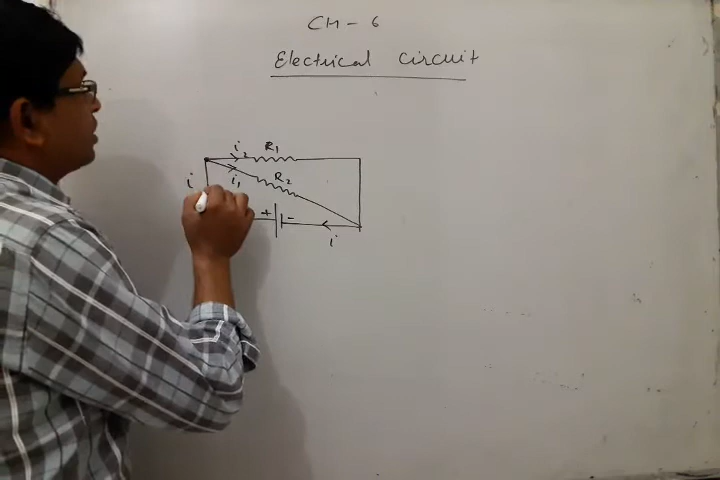 CH - 6
Electrical Circuit
i₂ R₁
i i₁ R₂
+ -
i